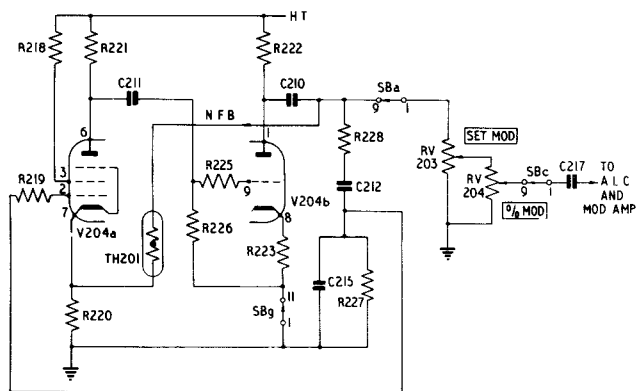 HT
R218
R221
R222
C211
C210
SBa
9
1
NFB
6
1
R228
SET MOD
RV
203
R219
3
2
7
R225
9
8
V204a
V204b
C212
RV
204
SBc
9
1
C217
TO
ALC
AND
MOD AMP
% MOD
TH201
R226
R223
R220
SBg
11
1
C215
R227